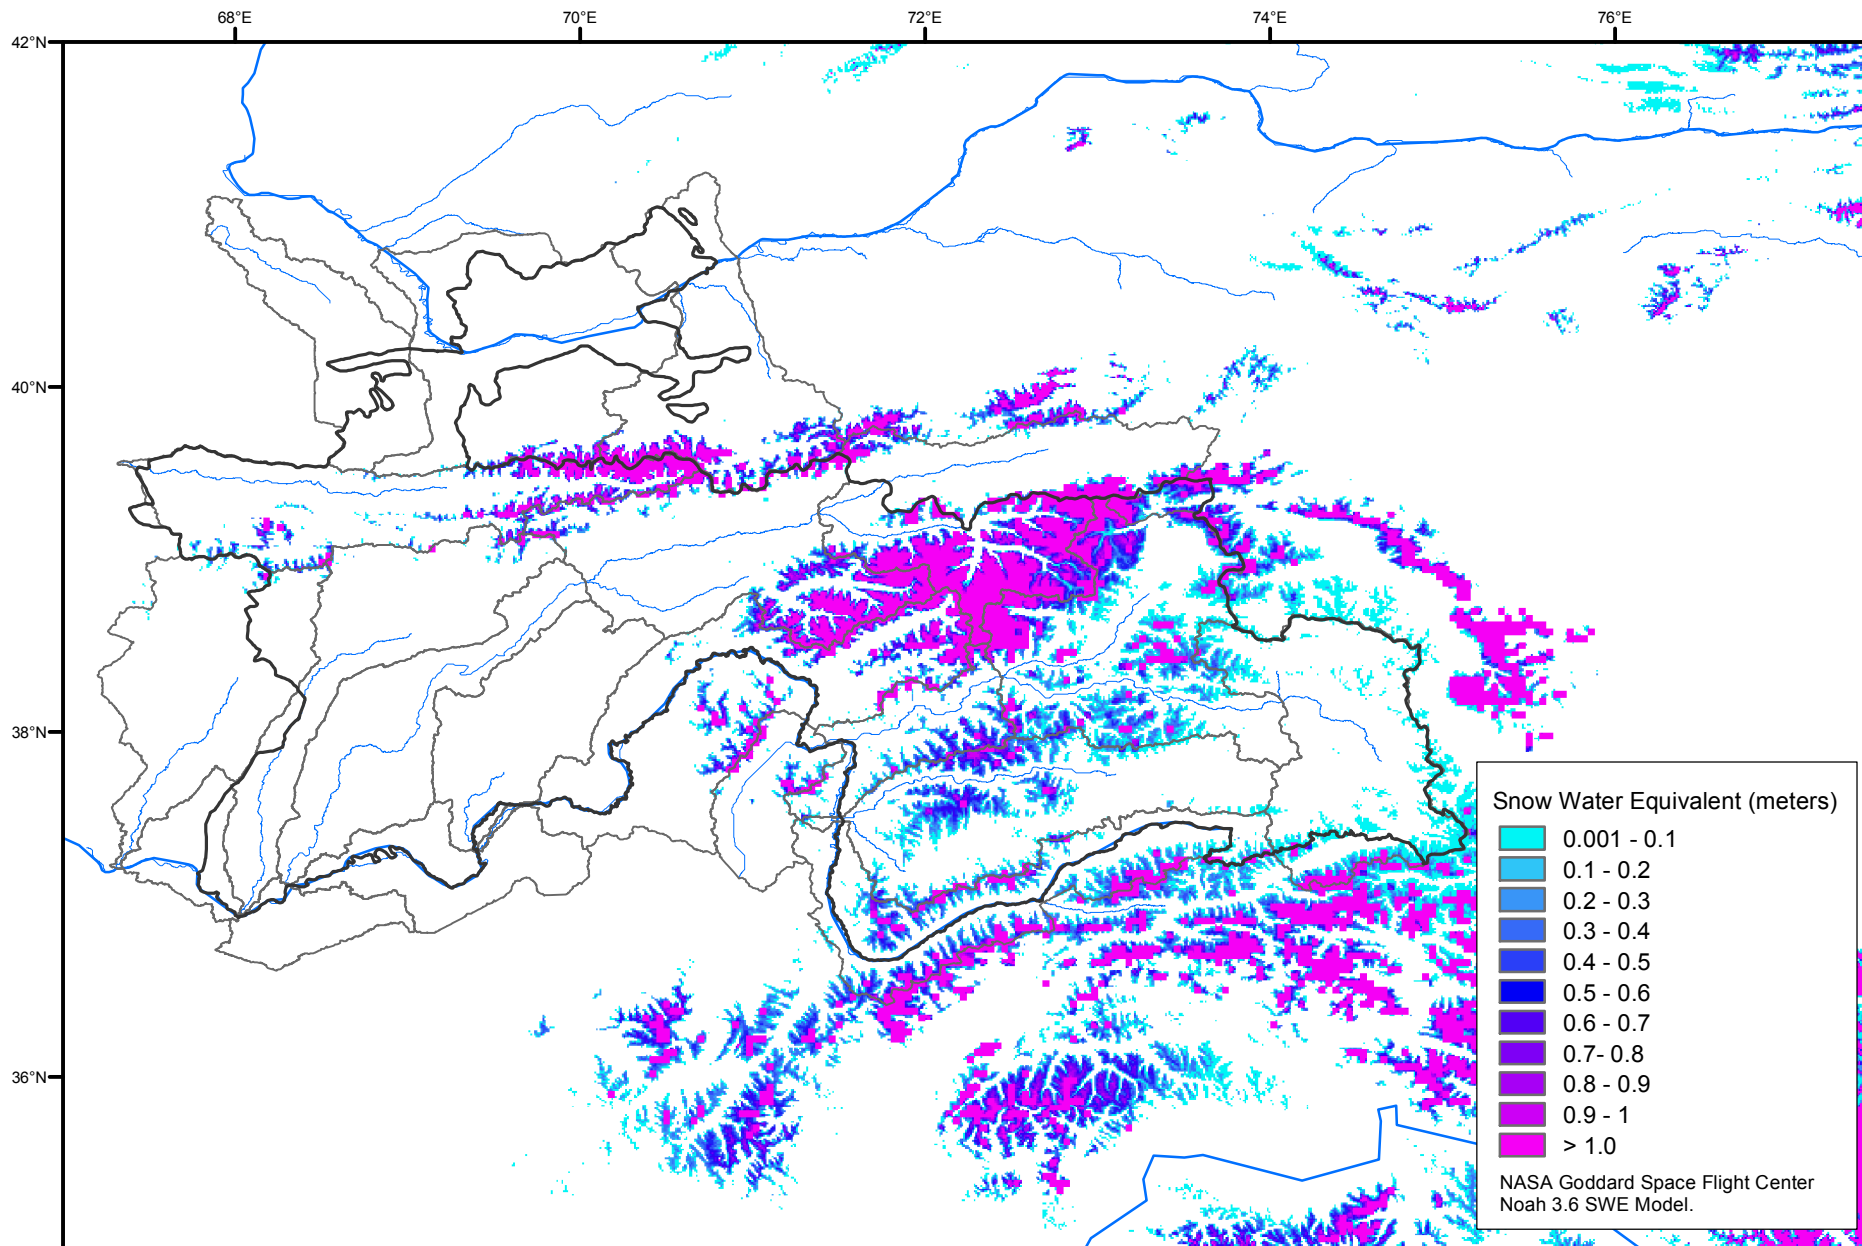 68°E
70°E
72°E
74°E
76°E
42°N
40°N
38°N
36°N
Snow Water Equivalent (meters)
0.001 - 0.1
0.1 - 0.2
0.2 - 0.3
0.3 - 0.4
0.4 - 0.5
0.5 - 0.6
0.6 - 0.7
0.7- 0.8
0.8 - 0.9
0.9 - 1
> 1.0
NASA Goddard Space Flight Center
Noah 3.6 SWE Model.